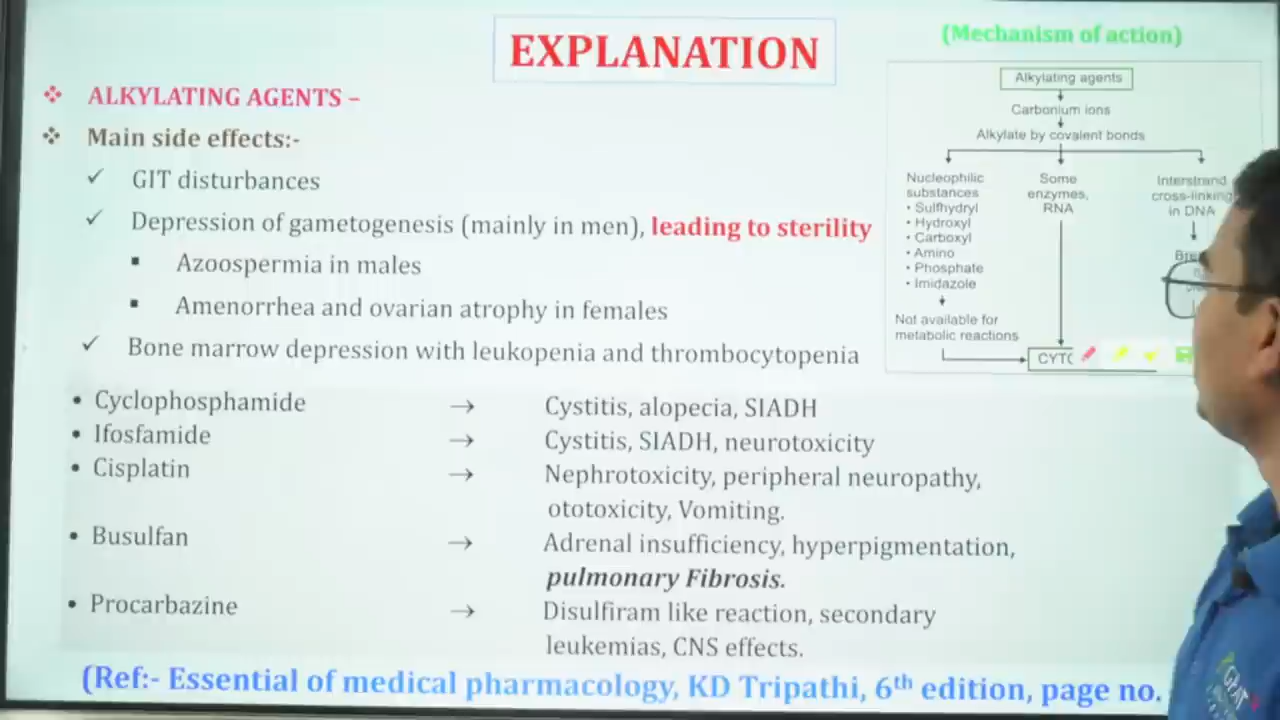 EXPLANATION
(Mechanism of action)
❖ ALKYLATING AGENTS –
❖ Main side effects:-
✓ GIT disturbances
✓ Depression of gametogenesis (mainly in men), leading to sterility
▪ Azoospermia in males
▪ Amenorrhea and ovarian atrophy in females
✓ Bone marrow depression with leukopenia and thrombocytopenia
Alkylating agents
Carbonium ions
Alkylate by covalent bonds
Nucleophilic
substances
• Sulfhydryl
• Hydroxyl
• Carboxyl
• Amino
• Phosphate
• Imidazole
Not available for
metabolic reactions
Some
enzymes,
RNA
Interstrand
cross-linking
in DNA
• Cyclophosphamide → Cystitis, alopecia, SIADH
• Ifosfamide → Cystitis, SIADH, neurotoxicity
• Cisplatin → Nephrotoxicity, peripheral neuropathy,
ototoxicity, Vomiting.
• Busulfan → Adrenal insufficiency, hyperpigmentation,
pulmonary Fibrosis.
• Procarbazine → Disulfiram like reaction, secondary
leukemias, CNS effects.
(Ref:- Essential of medical pharmacology, KD Tripathi, 6th edition, page no.
GPAT